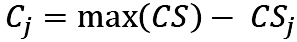 C_j = max(CS) − CS_j